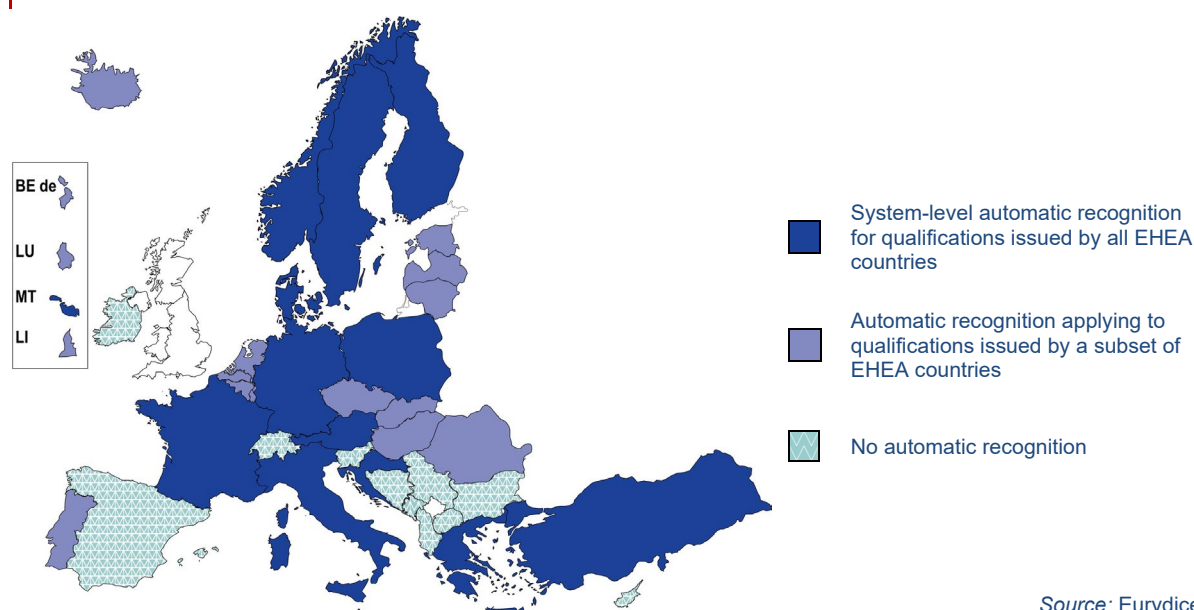 BE de
LU
MT
LI
System-level automatic recognition
for qualifications issued by all EHEA
countries
Automatic recognition applying to
qualifications issued by a subset of
EHEA countries
No automatic recognition
Source: Eurydice